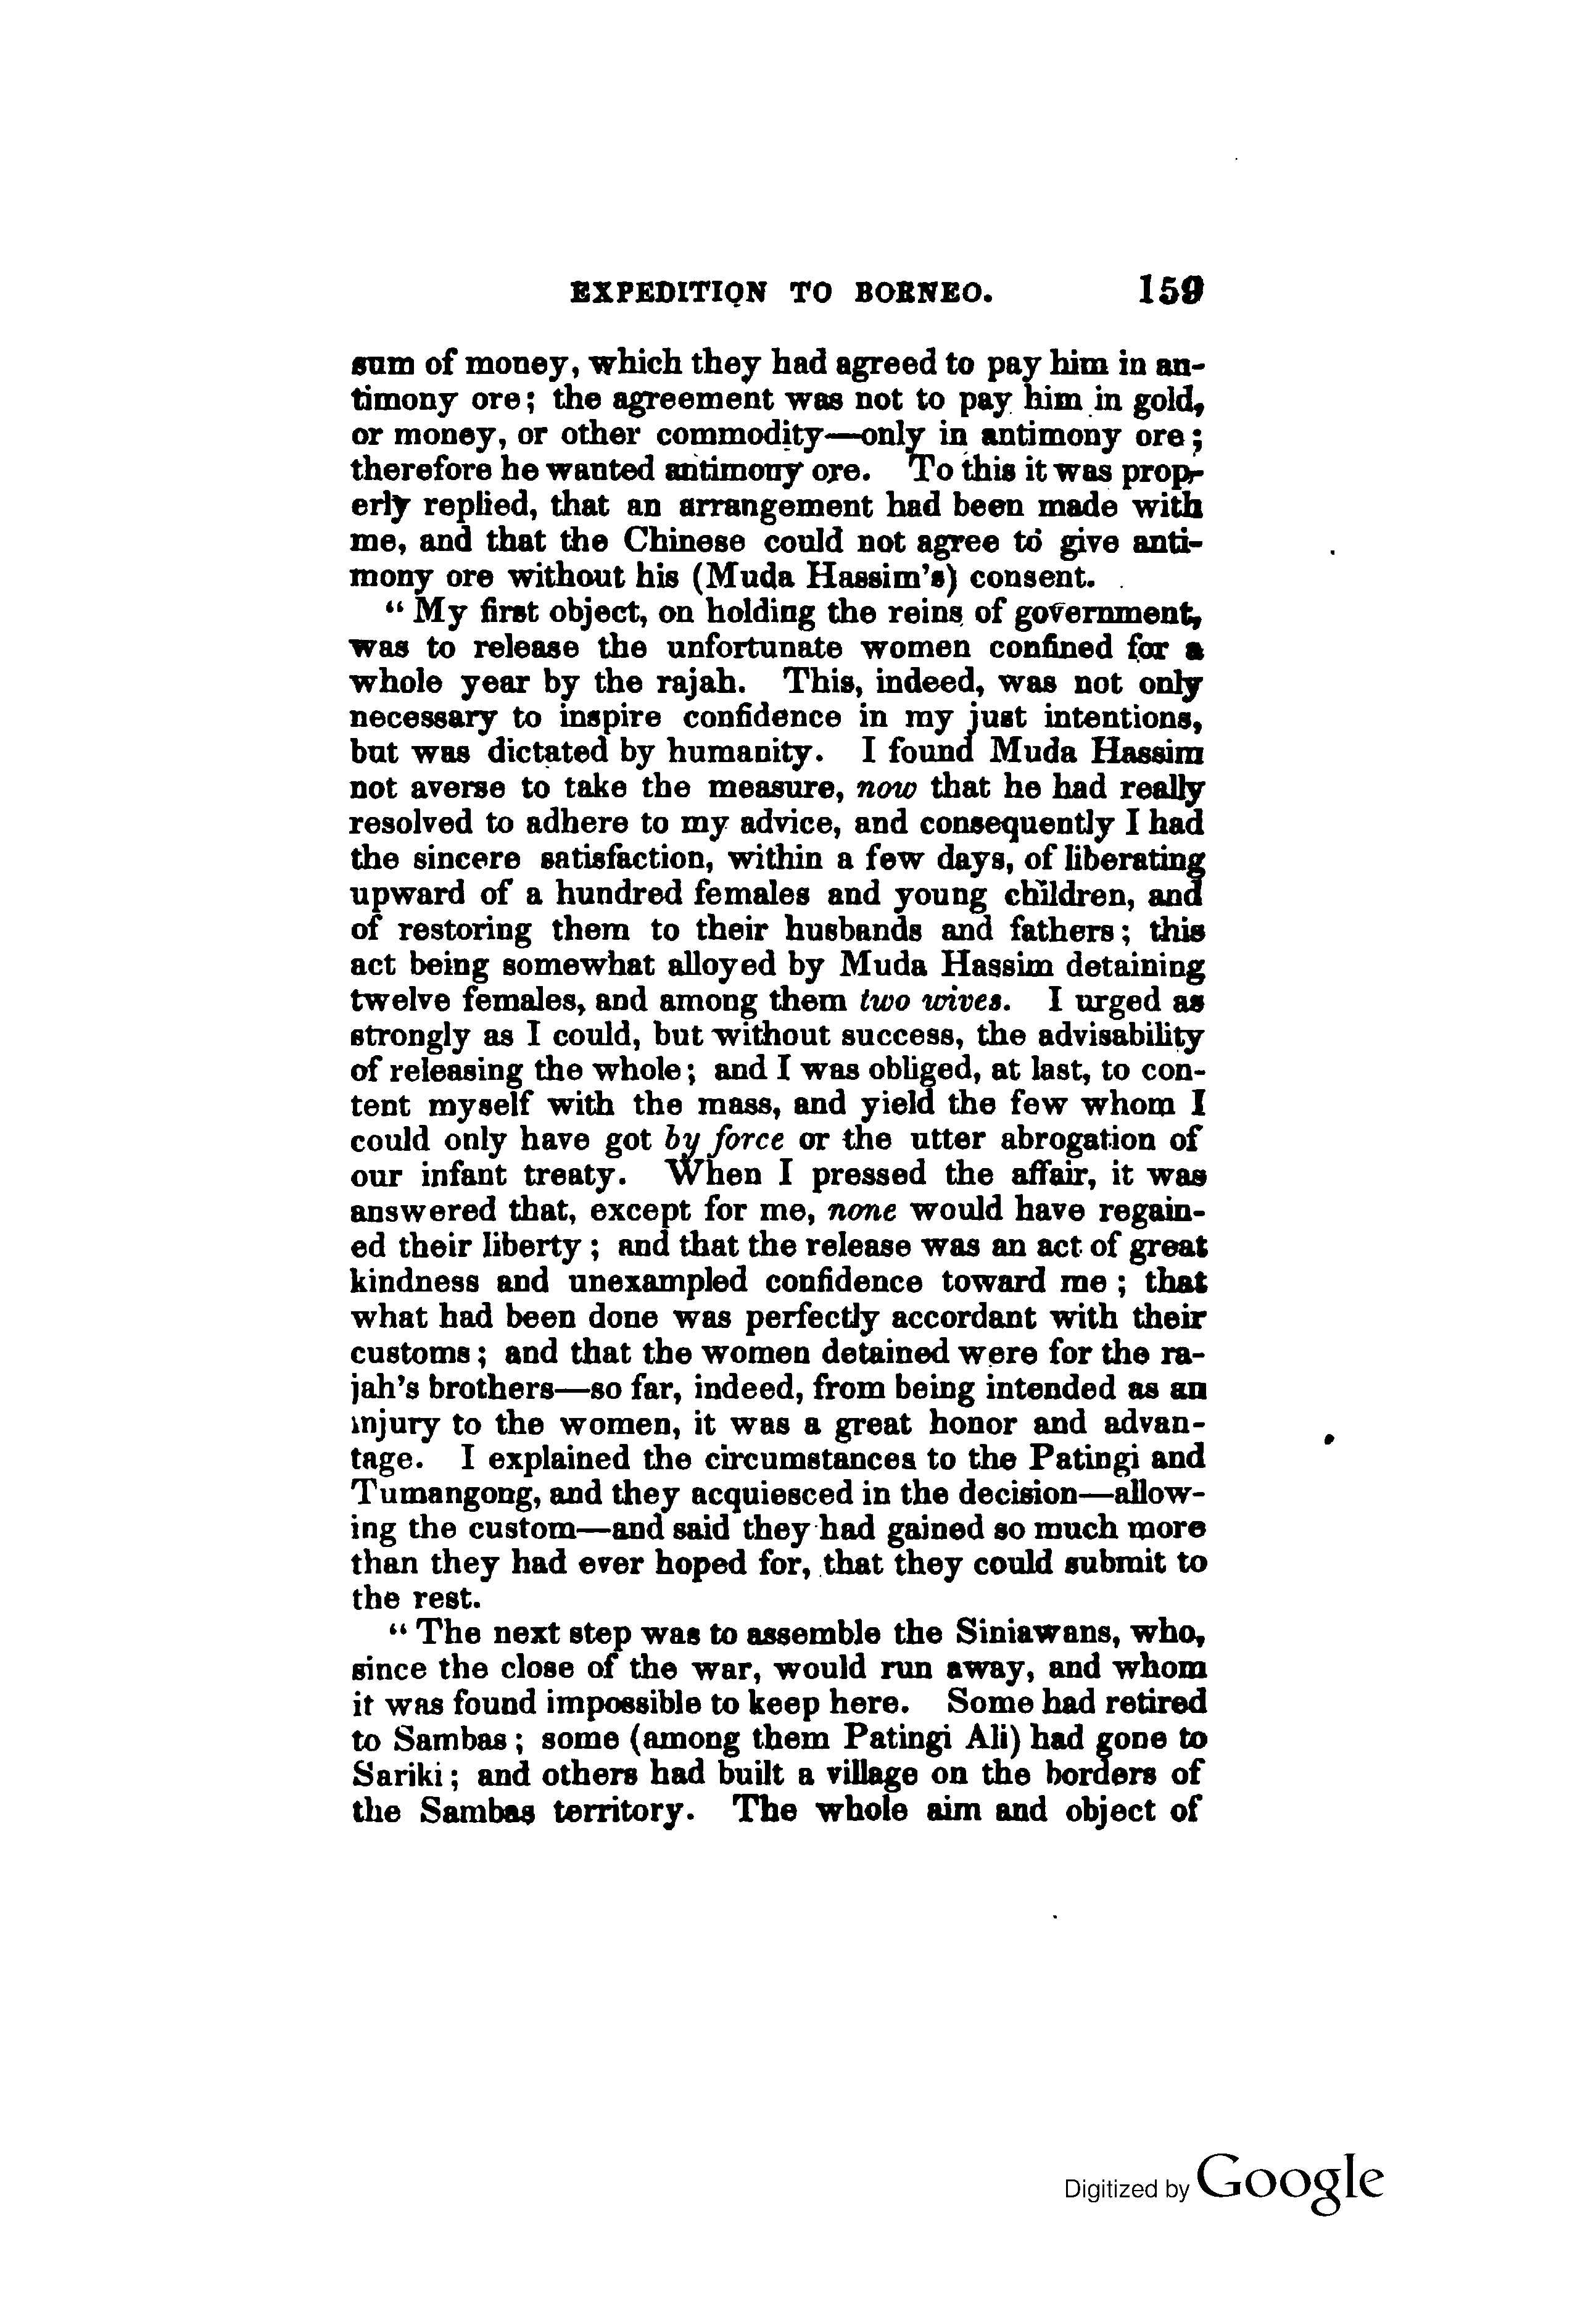 EXPEDITION TO BORNEO. 159
sum of money, which they had agreed to pay him in an-
timony ore; the agreement was not to pay him in gold,
or money, or other commodity—only in antimony ore;
therefore he wanted antimony ore. To this it was prop-
erly replied, that an arrangement had been made with
me, and that the Chinese could not agree to give anti-
mony ore without his (Muda Hassim's) consent.
"My first object, on holding the reins of government,
was to release the unfortunate women confined for a
whole year by the rajah. This, indeed, was not only
necessary to inspire confidence in my just intentions,
but was dictated by humanity. I found Muda Hassim
not averse to take the measure, now that he had really
resolved to adhere to my advice, and consequently I had
the sincere satisfaction, within a few days, of liberating
upward of a hundred females and young children, and
of restoring them to their husbands and fathers; this
act being somewhat alloyed by Muda Hassim detaining
twelve females, and among them two wives. I urged as
strongly as I could, but without success, the advisability
of releasing the whole; and I was obliged, at last, to con-
tent myself with the mass, and yield the few whom I
could only have got by force or the utter abrogation of
our infant treaty. When I pressed the affair, it was
answered that, except for me, none would have regain-
ed their liberty; and that the release was an act of great
kindness and unexampled confidence toward me; that
what had been done was perfectly accordant with their
customs; and that the women detained were for the ra-
jah's brothers—so far, indeed, from being intended as an
injury to the women, it was a great honor and advan-
tage. I explained the circumstances to the Patingi and
Tumangong, and they acquiesced in the decision—allow-
ing the custom—and said they had gained so much more
than they had ever hoped for, that they could submit to
the rest.
"The next step was to assemble the Siniawans, who,
since the close of the war, would run away, and whom
it was found impossible to keep here. Some had retired
to Sambas; some (among them Patingi Ali) had gone to
Sariki; and others had built a village on the borders of
the Sambas territory. The whole aim and object of
Digitized by Google